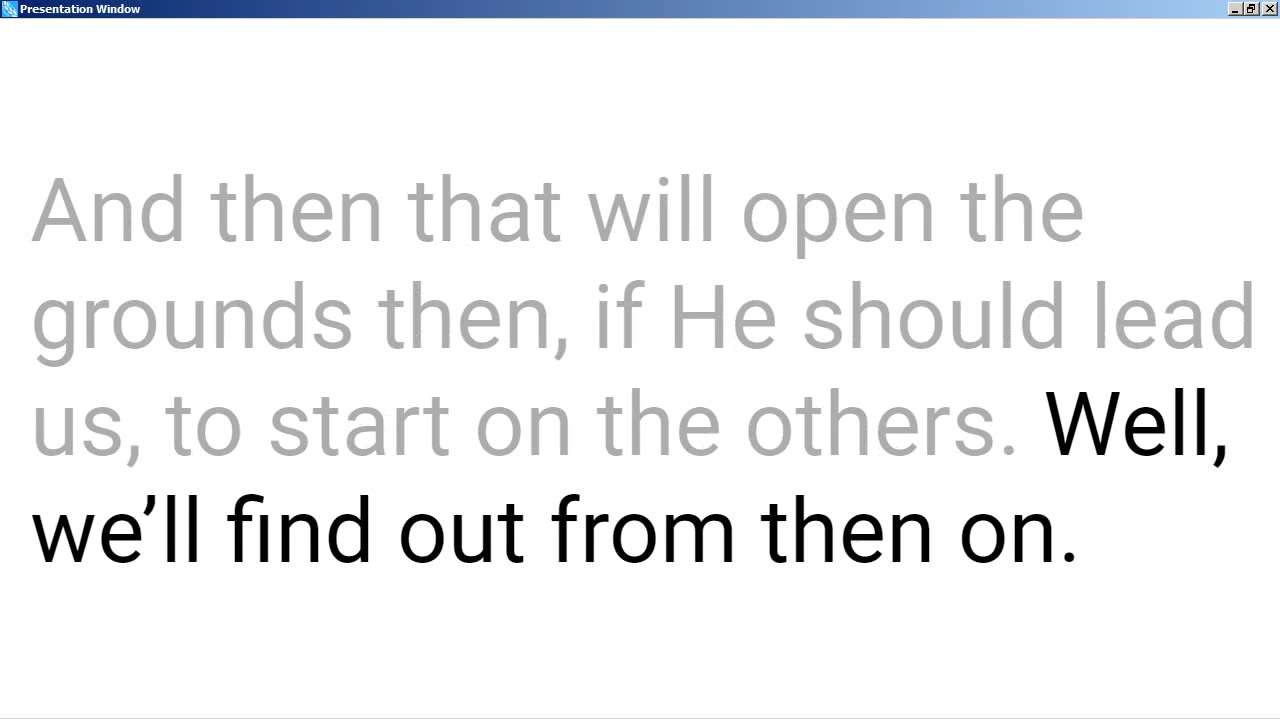 Presentation Window
And then that will open the
grounds then, if He should lead
us, to start on the others. Well,
we’ll find out from then on.